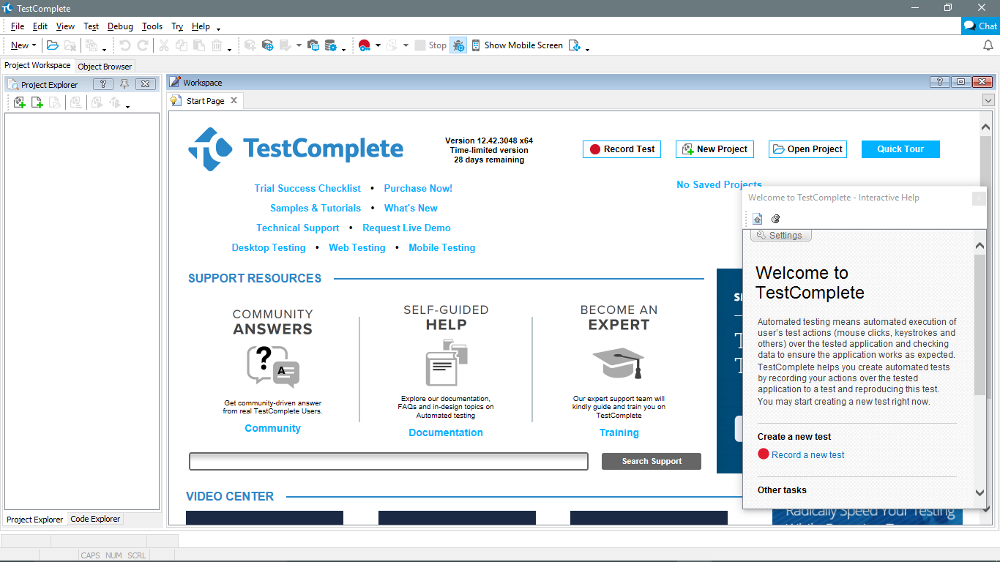 TestComplete
File Edit View Test Debug Tools Try Help
Chat
New Stop Show Mobile Screen
Project Workspace Object Browser
Project Explorer
Workspace
Start Page
TestComplete
Version 12.42.3048 x64
Time-limited version
28 days remaining
Record Test New Project Open Project Quick Tour
Trial Success Checklist • Purchase Now!
Samples & Tutorials • What's New
Technical Support • Request Live Demo
Desktop Testing • Web Testing • Mobile Testing
No Saved Projects
SUPPORT RESOURCES
COMMUNITY
ANSWERS
Get community-driven answer
from real TestComplete Users.
Community
SELF-GUIDED
HELP
Explore our documentation,
FAQs and in-design topics on
Automated testing
Documentation
BECOME AN
EXPERT
Our expert support team will
kindly guide and train you on
TestComplete
Training
Search Support
VIDEO CENTER
Welcome to TestComplete - Interactive Help
Settings
Welcome to
TestComplete
Automated testing means automated execution of
user's test actions (mouse clicks, keystrokes and
others) over the tested application and checking
data to ensure the application works as expected.
TestComplete helps you create automated tests
by recording your actions over the tested
application to a test and reproducing this test.
You may start creating a new test right now.
Create a new test
Record a new test
Other tasks
Radically Speed Your Testing
Project Explorer Code Explorer
CAPS NUM SCRL